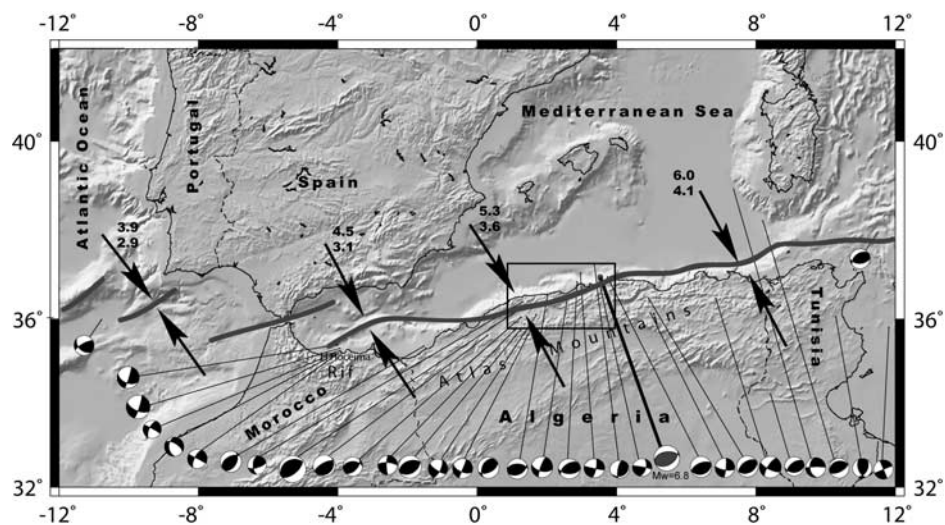 -12° -8° -4° 0° 4° 8° 12°
40°
36°
32°
Atlantic Ocean
Portugal
Spain
Mediterranean Sea
3.9
2.9
4.5
3.1
5.3
3.6
6.0
4.1
Tunisia
Atlas Mountains
Rif
Morocco
Algeria
Mw=6.8
40°
36°
32°
-12° -8° -4° 0° 4° 8° 12°